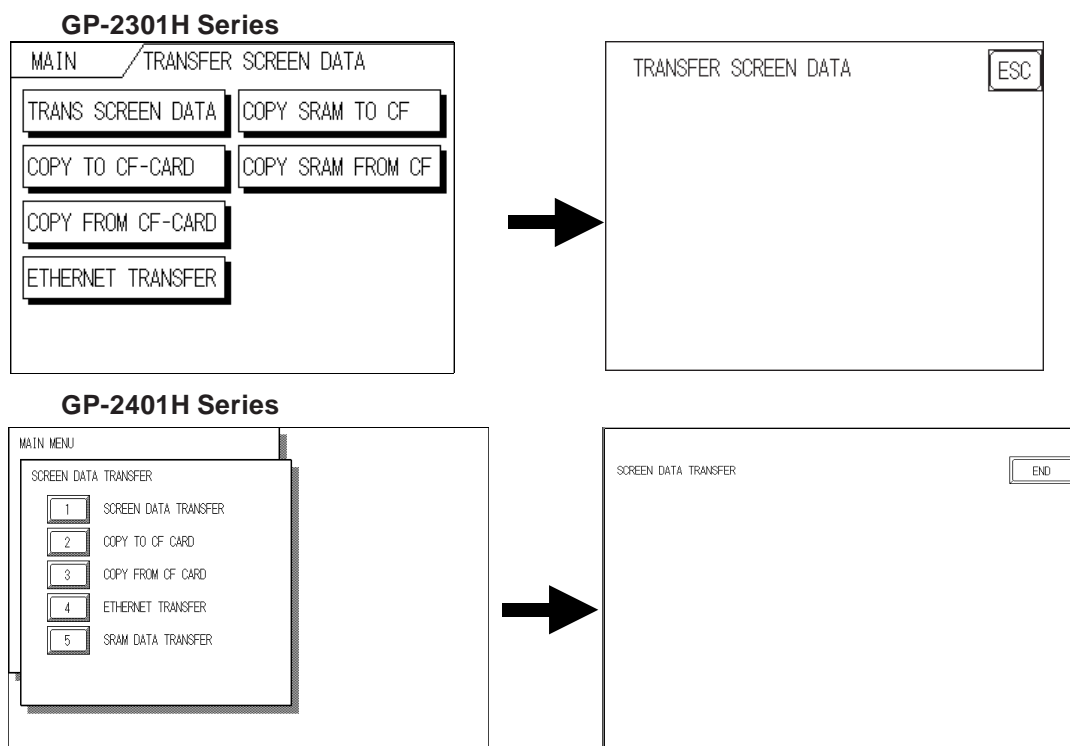 GP-2301H Series
MAIN TRANSFER SCREEN DATA
TRANS SCREEN DATA COPY SRAM TO CF
COPY TO CF-CARD COPY SRAM FROM CF
COPY FROM CF-CARD
ETHERNET TRANSFER
TRANSFER SCREEN DATA ESC
GP-2401H Series
MAIN MENU
SCREEN DATA TRANSFER
1 SCREEN DATA TRANSFER
2 COPY TO CF CARD
3 COPY FROM CF CARD
4 ETHERNET TRANSFER
5 SRAM DATA TRANSFER
SCREEN DATA TRANSFER END